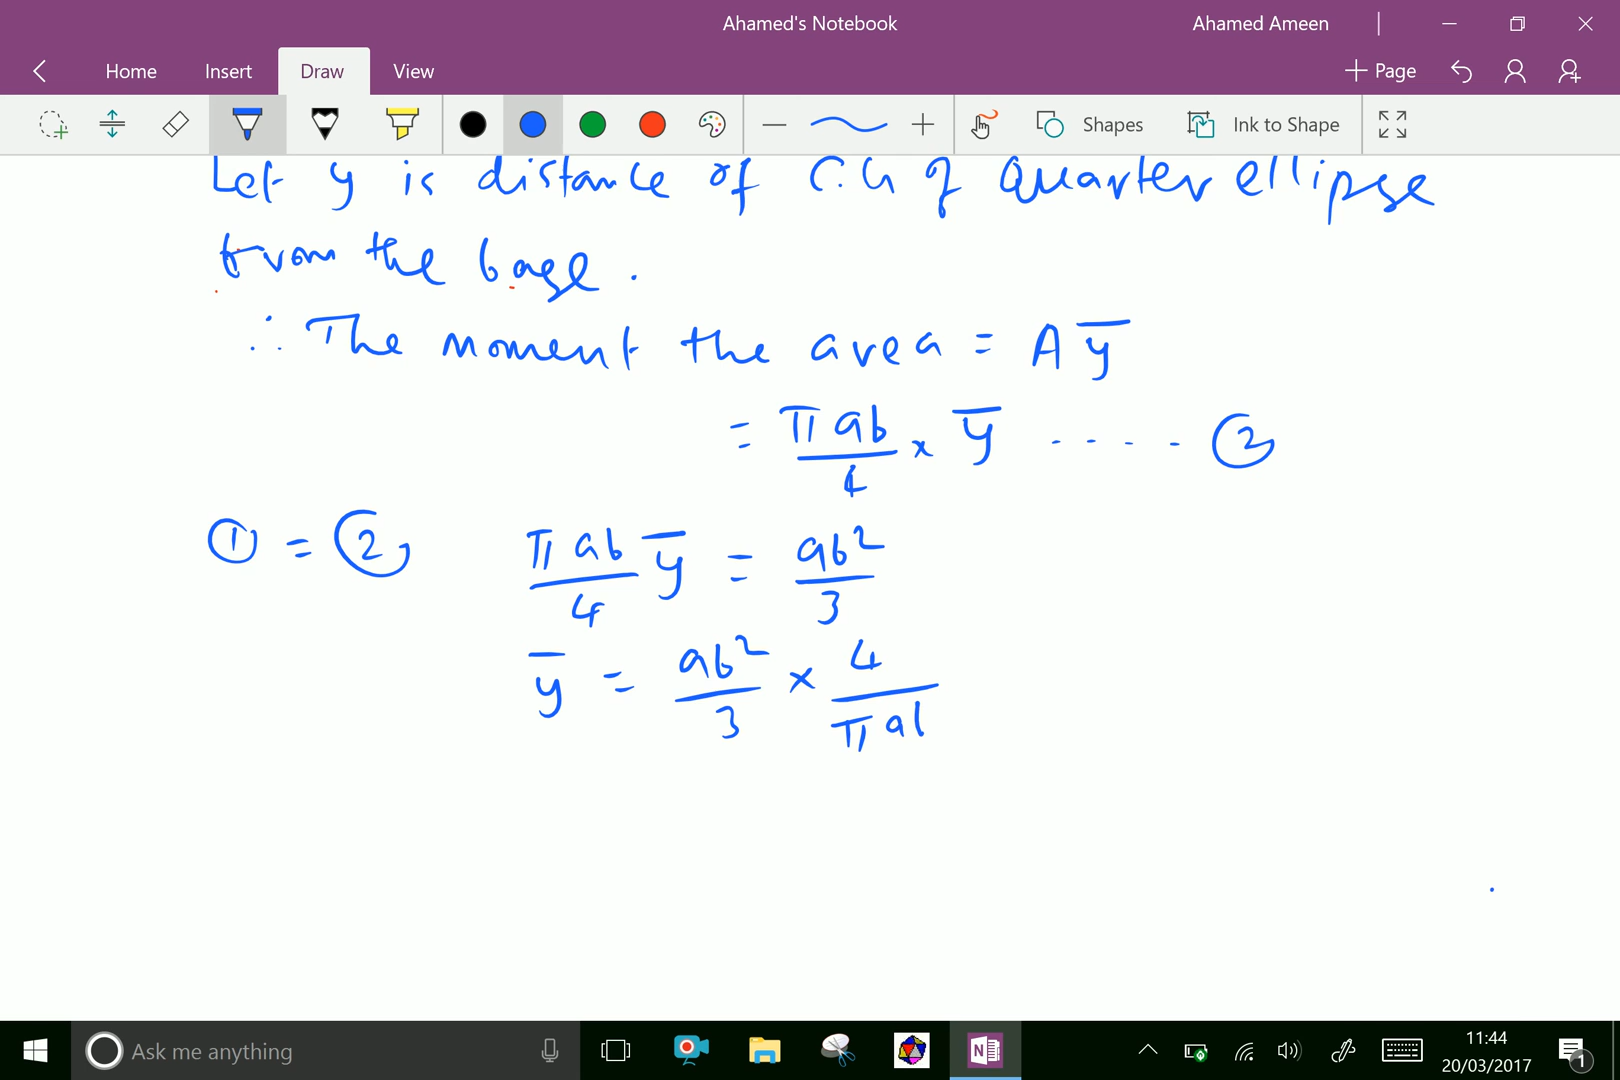 Ahamed's Notebook Ahamed Ameen
Home Insert Draw View Page
Shapes Ink to Shape
Let y is distance of C.G of Quarter ellipse
from the base.
∴ The moment the area = A ȳ
= πab/4 × ȳ ..... ②
① = ② πab/4 ȳ = ab²/3
ȳ = ab²/3 × 4/πal
Ask me anything
11:44
20/03/2017
1